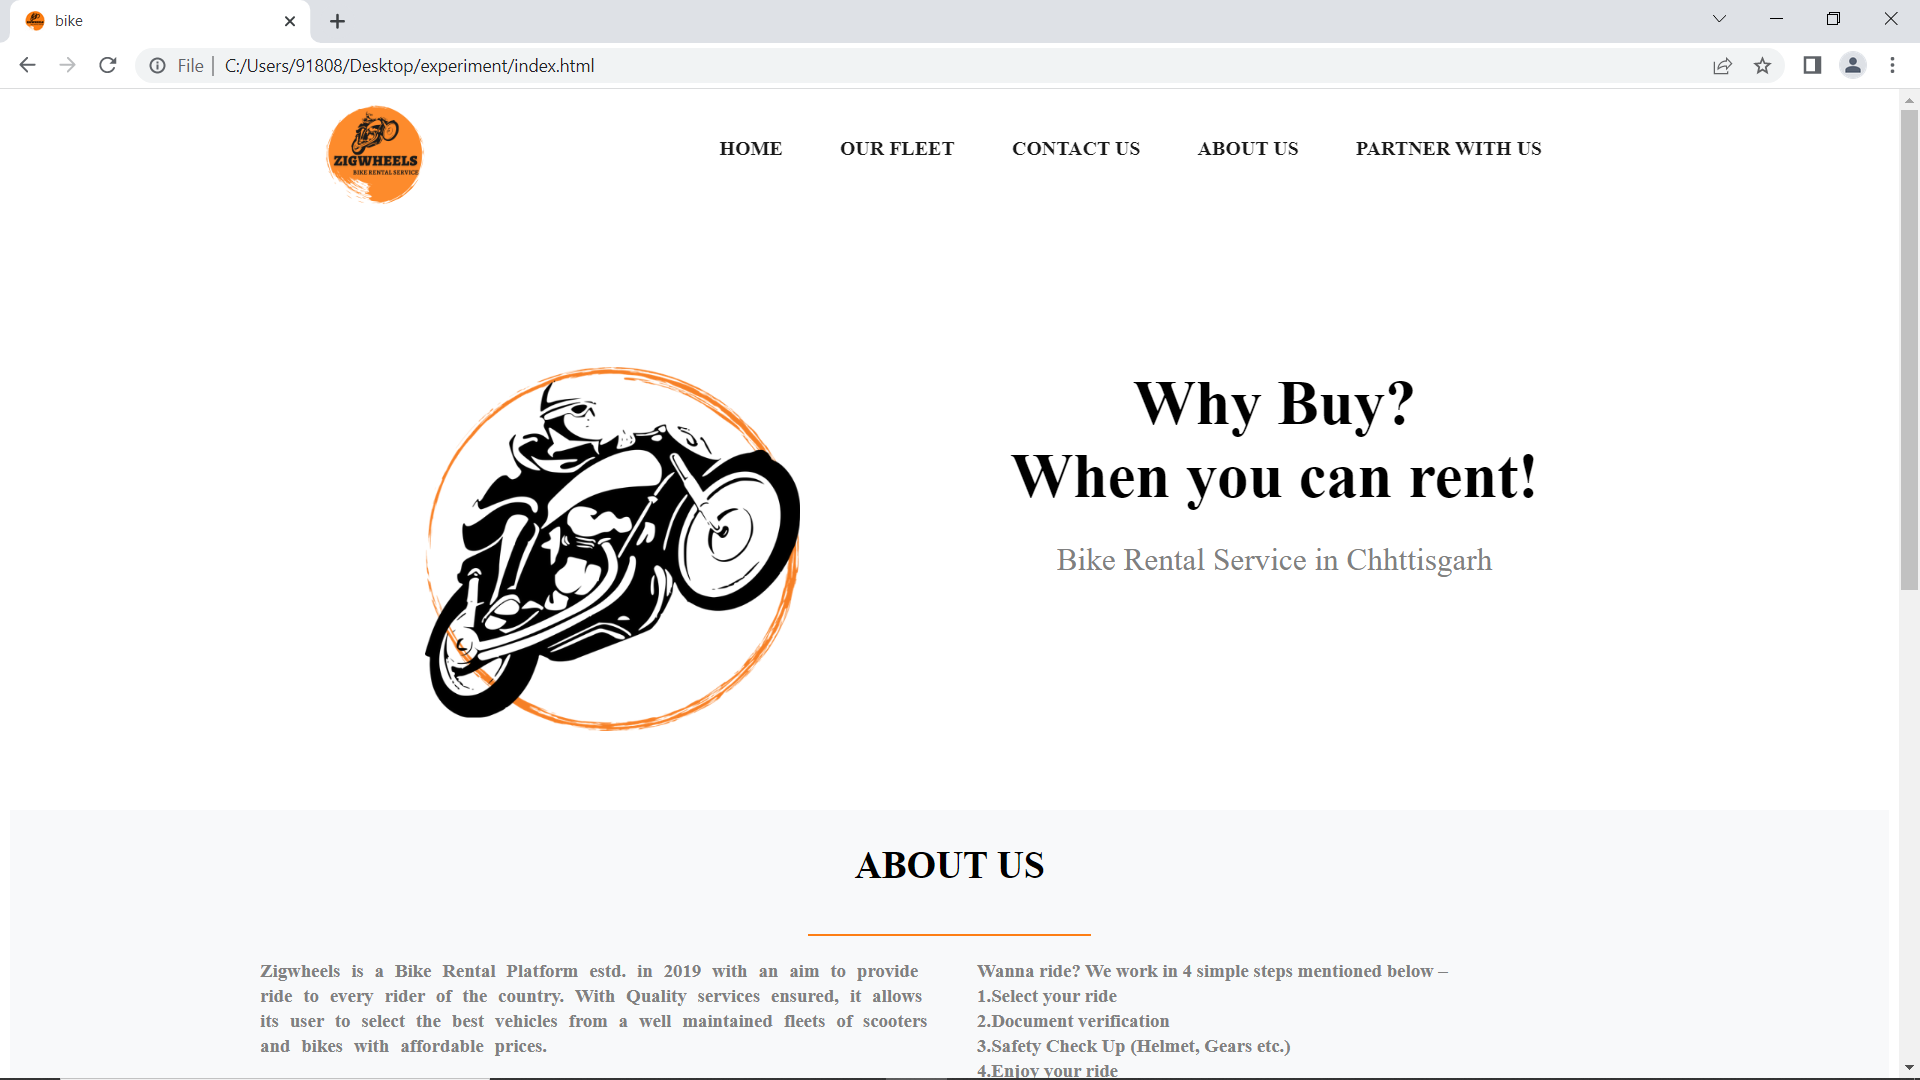 bike
File | C:/Users/91808/Desktop/experiment/index.html
ZIGWHEELS
BIKE RENTAL SERVICE
HOME OUR FLEET CONTACT US ABOUT US PARTNER WITH US
Why Buy?
When you can rent!
Bike Rental Service in Chhttisgarh
ABOUT US
Zigwheels is a Bike Rental Platform estd. in 2019 with an aim to provide
ride to every rider of the country. With Quality services ensured, it allows
its user to select the best vehicles from a well maintained fleets of scooters
and bikes with affordable prices.
Wanna ride? We work in 4 simple steps mentioned below –
1.Select your ride
2.Document verification
3.Safety Check Up (Helmet, Gears etc.)
4.Enjoy your ride